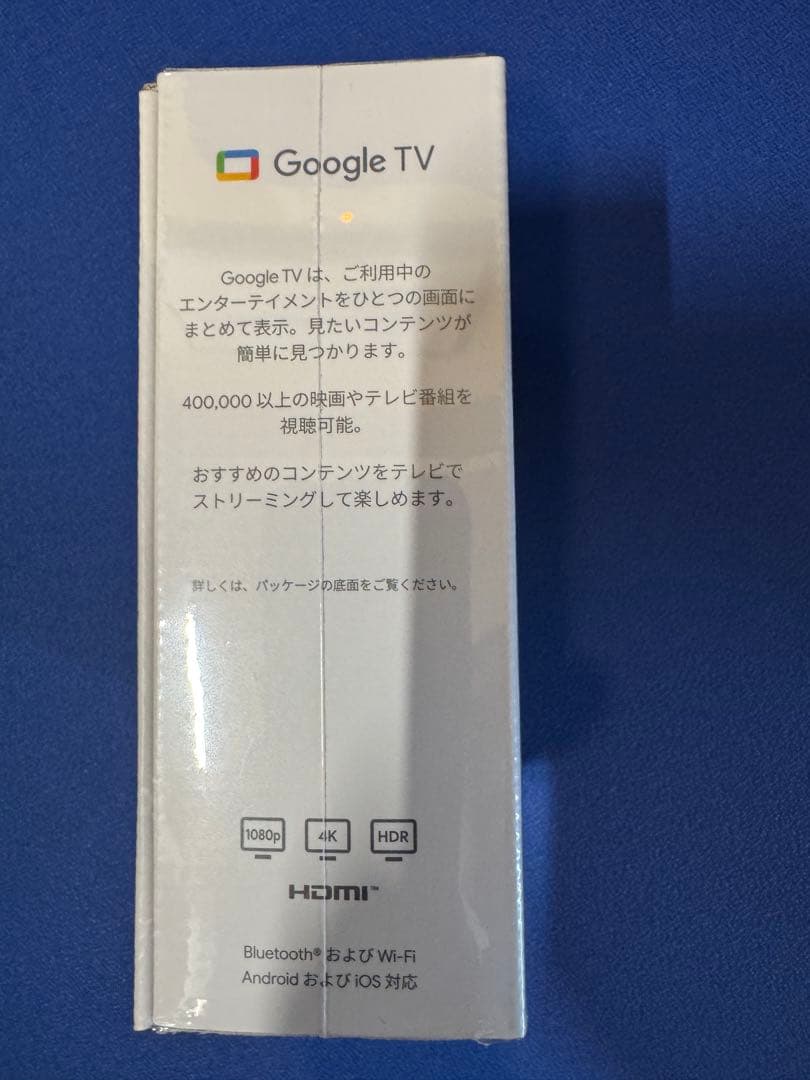 Google TV
Google TV は、ご利用中の
エンターテイメントをひとつの画面に
まとめて表示。見たいコンテンツが
簡単に見つかります。
400,000 以上の映画やテレビ番組を
視聴可能。
おすすめのコンテンツをテレビで
ストリーミングして楽しめます。
詳しくは、パッケージの底面をご覧ください。
1080p 4K HDR
HDMI™
Bluetooth® および Wi-Fi
Android および iOS 対応